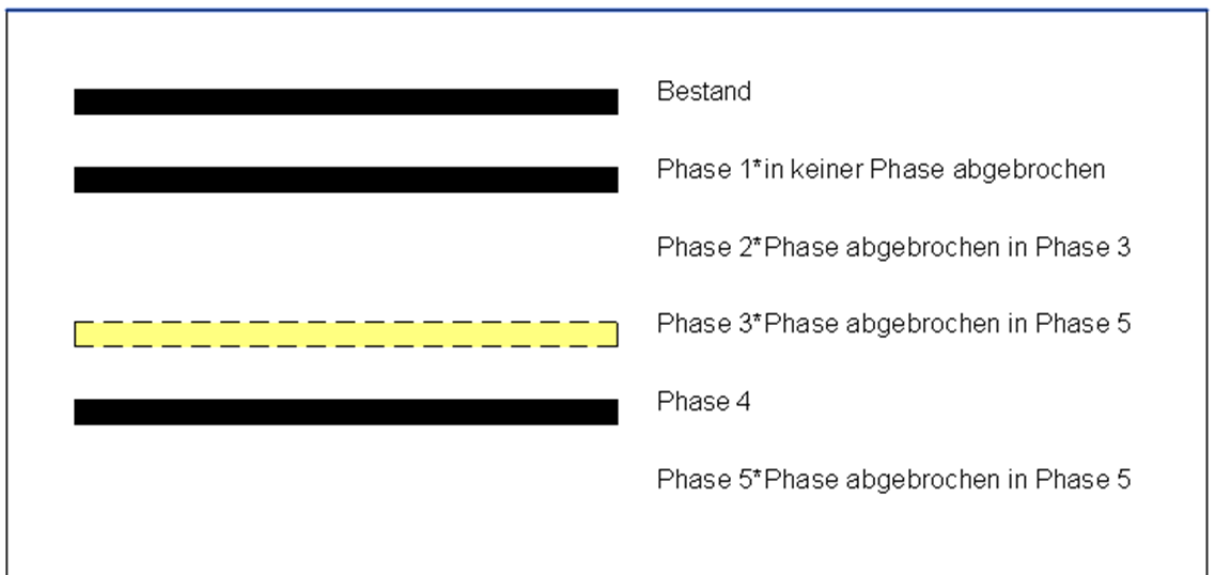 Bestand
Phase 1*in keiner Phase abgebrochen
Phase 2*Phase abgebrochen in Phase 3
Phase 3*Phase abgebrochen in Phase 5
Phase 4
Phase 5*Phase abgebrochen in Phase 5